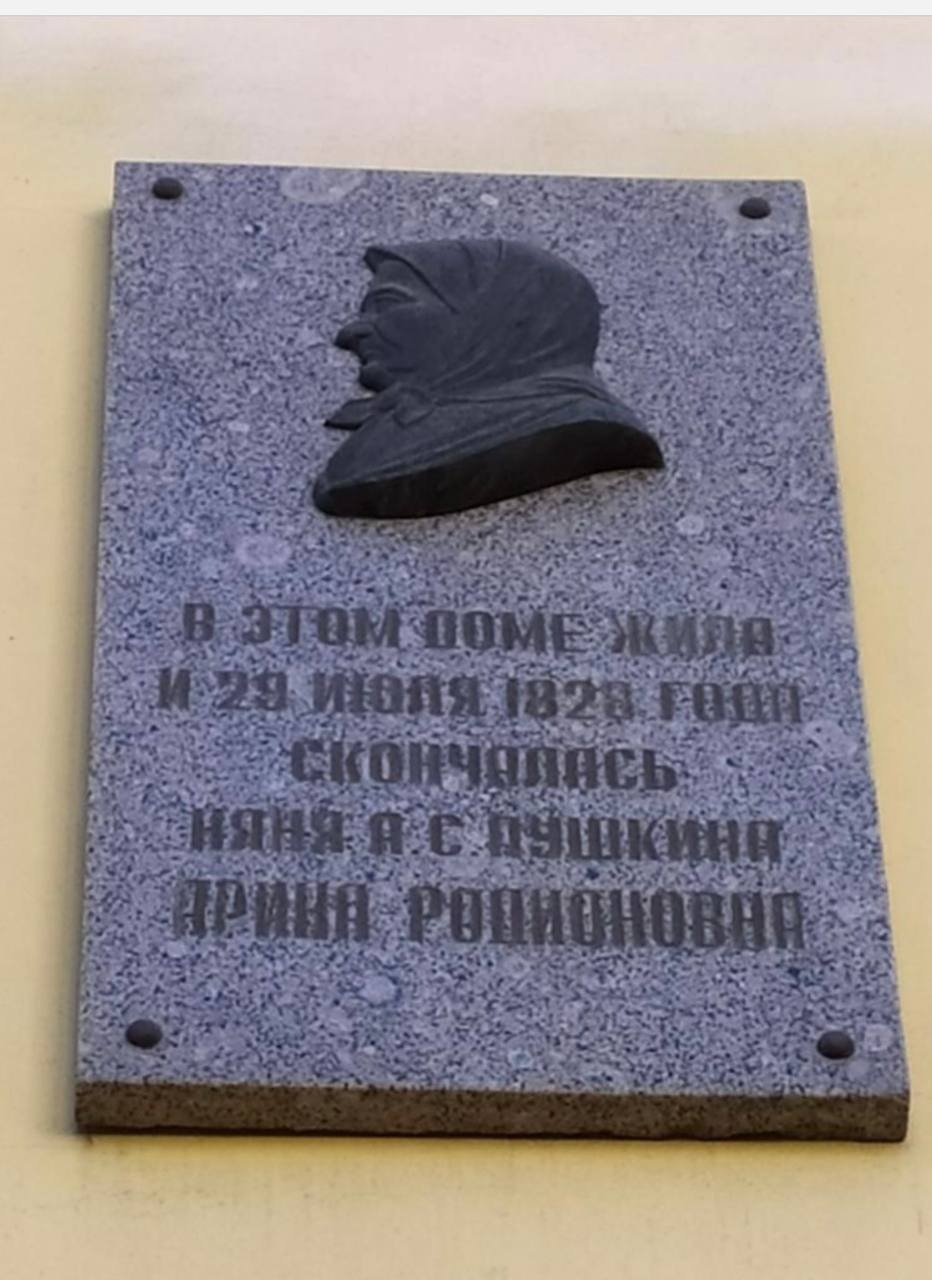 В ЭТОМ ДОМЕ ЖИЛА
И 29 ИЮЛЯ 1828 ГОДА
СКОНЧАЛАСЬ
НЯНЯ А.С ПУШКИНА
АРИНА РОДИОНОВНА